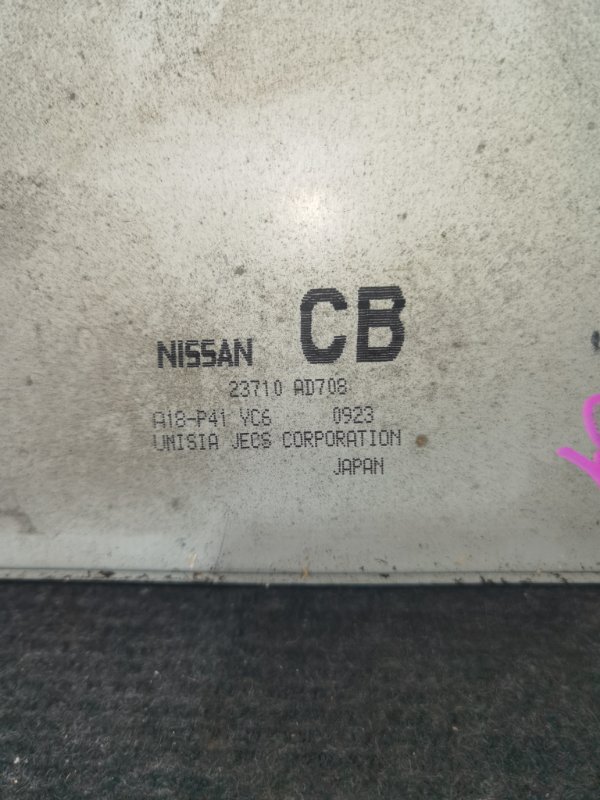 NISSAN CB
23710 AD708
A18-P41 YC6 0923
UNISIA JECS CORPORATION
JAPAN